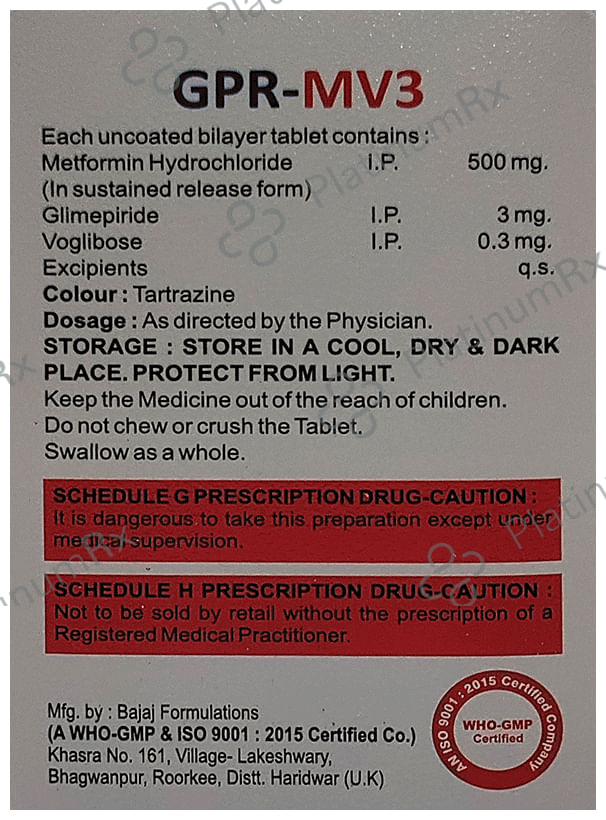 GPR-MV3
Each uncoated bilayer tablet contains :
Metformin Hydrochloride I.P. 500 mg.
(In sustained release form)
Glimepiride I.P. 3 mg.
Voglibose I.P. 0.3 mg.
Excipients q.s.
Colour : Tartrazine
Dosage : As directed by the Physician.
STORAGE : STORE IN A COOL, DRY & DARK
PLACE. PROTECT FROM LIGHT.
Keep the Medicine out of the reach of children.
Do not chew or crush the Tablet.
Swallow as a whole.
SCHEDULE G PRESCRIPTION DRUG-CAUTION :
It is dangerous to take this preparation except under
medical supervision.
SCHEDULE H PRESCRIPTION DRUG-CAUTION :
Not to be sold by retail without the prescription of a
Registered Medical Practitioner.
Mfg. by : Bajaj Formulations
(A WHO-GMP & ISO 9001 : 2015 Certified Co.)
Khasra No. 161, Village- Lakeshwary,
Bhagwanpur, Roorkee, Distt. Haridwar (U.K)
AN ISO 9001 : 2015 Certified Company
WHO-GMP
Certified
PlatinumRx
PlatinumRx
PlatinumRx
PlatinumRx